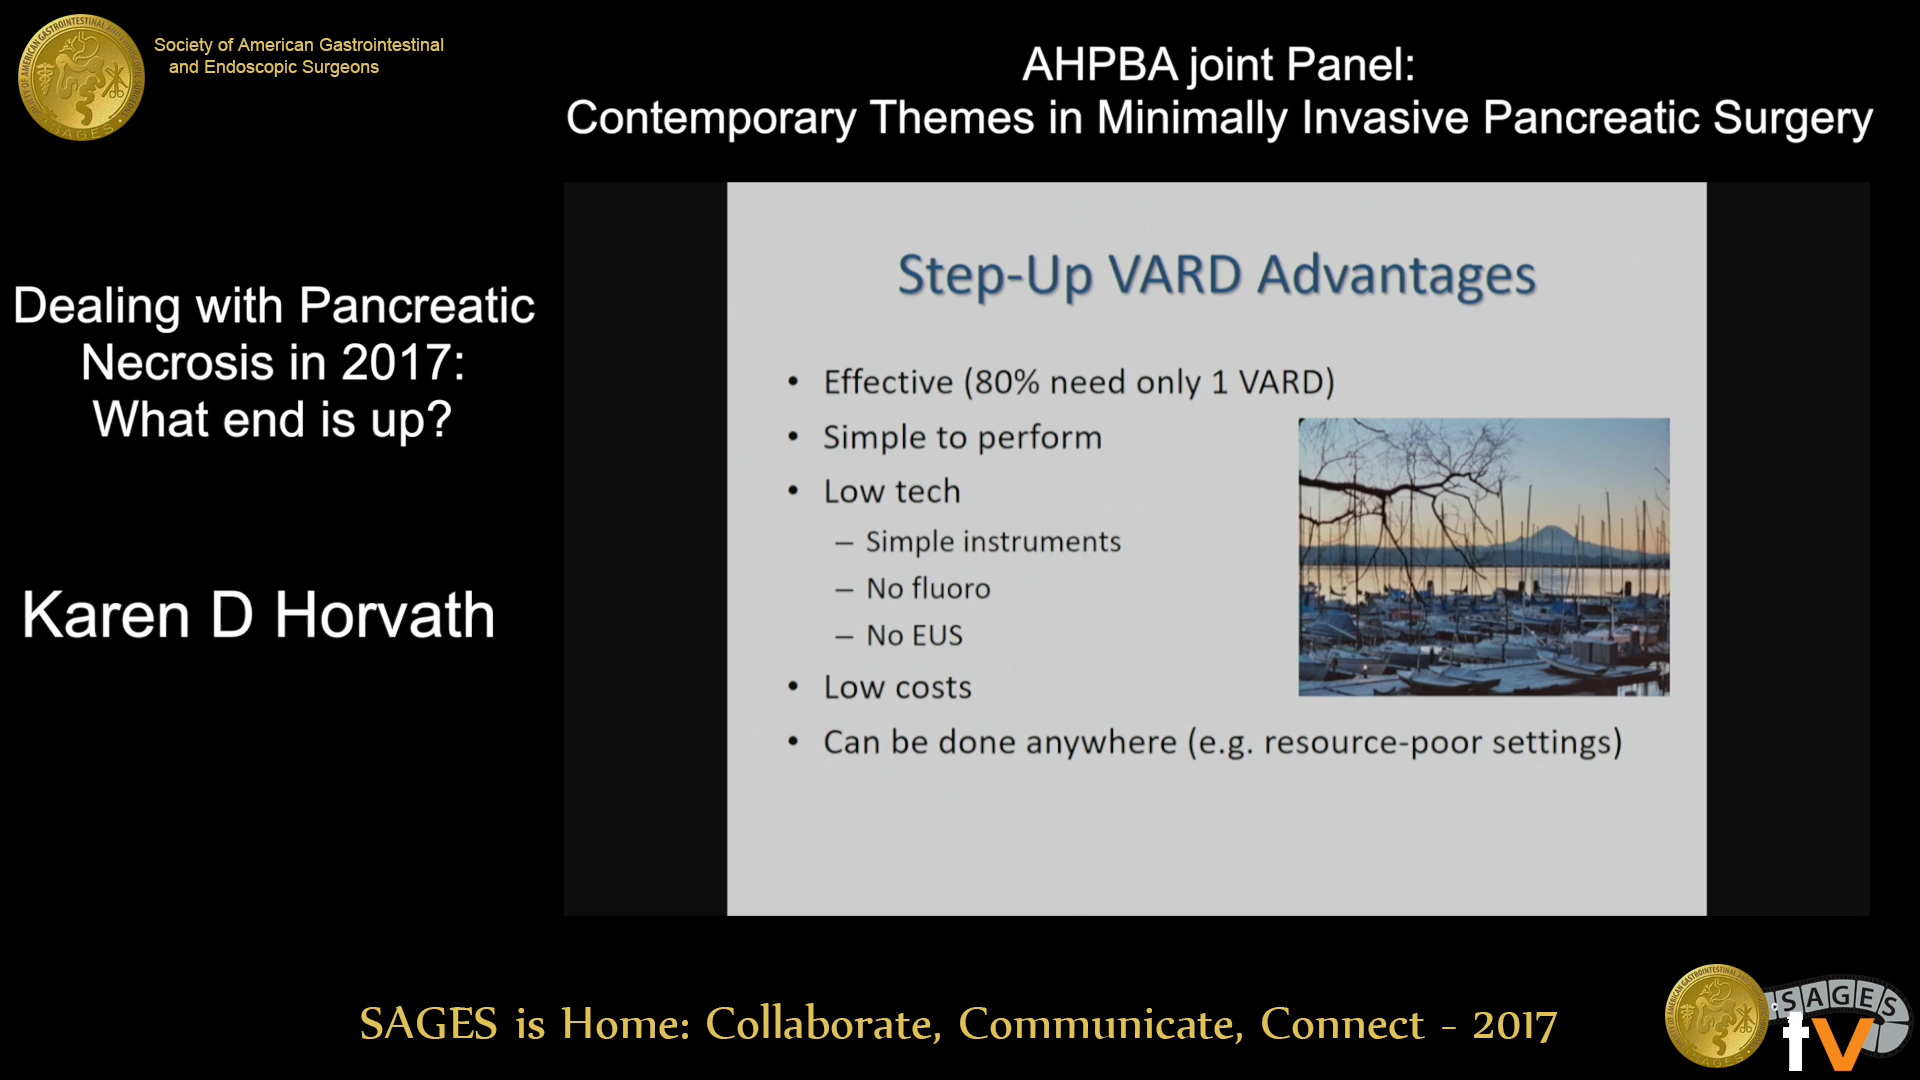 Society of American Gastrointestinal
and Endoscopic Surgeons
SAGES
AHPBA joint Panel:
Contemporary Themes in Minimally Invasive Pancreatic Surgery
Dealing with Pancreatic
Necrosis in 2017:
What end is up?
Karen D Horvath
Step-Up VARD Advantages
• Effective (80% need only 1 VARD)
• Simple to perform
• Low tech
– Simple instruments
– No fluoro
– No EUS
• Low costs
• Can be done anywhere (e.g. resource-poor settings)
SAGES is Home: Collaborate, Communicate, Connect - 2017
SAGES
tv